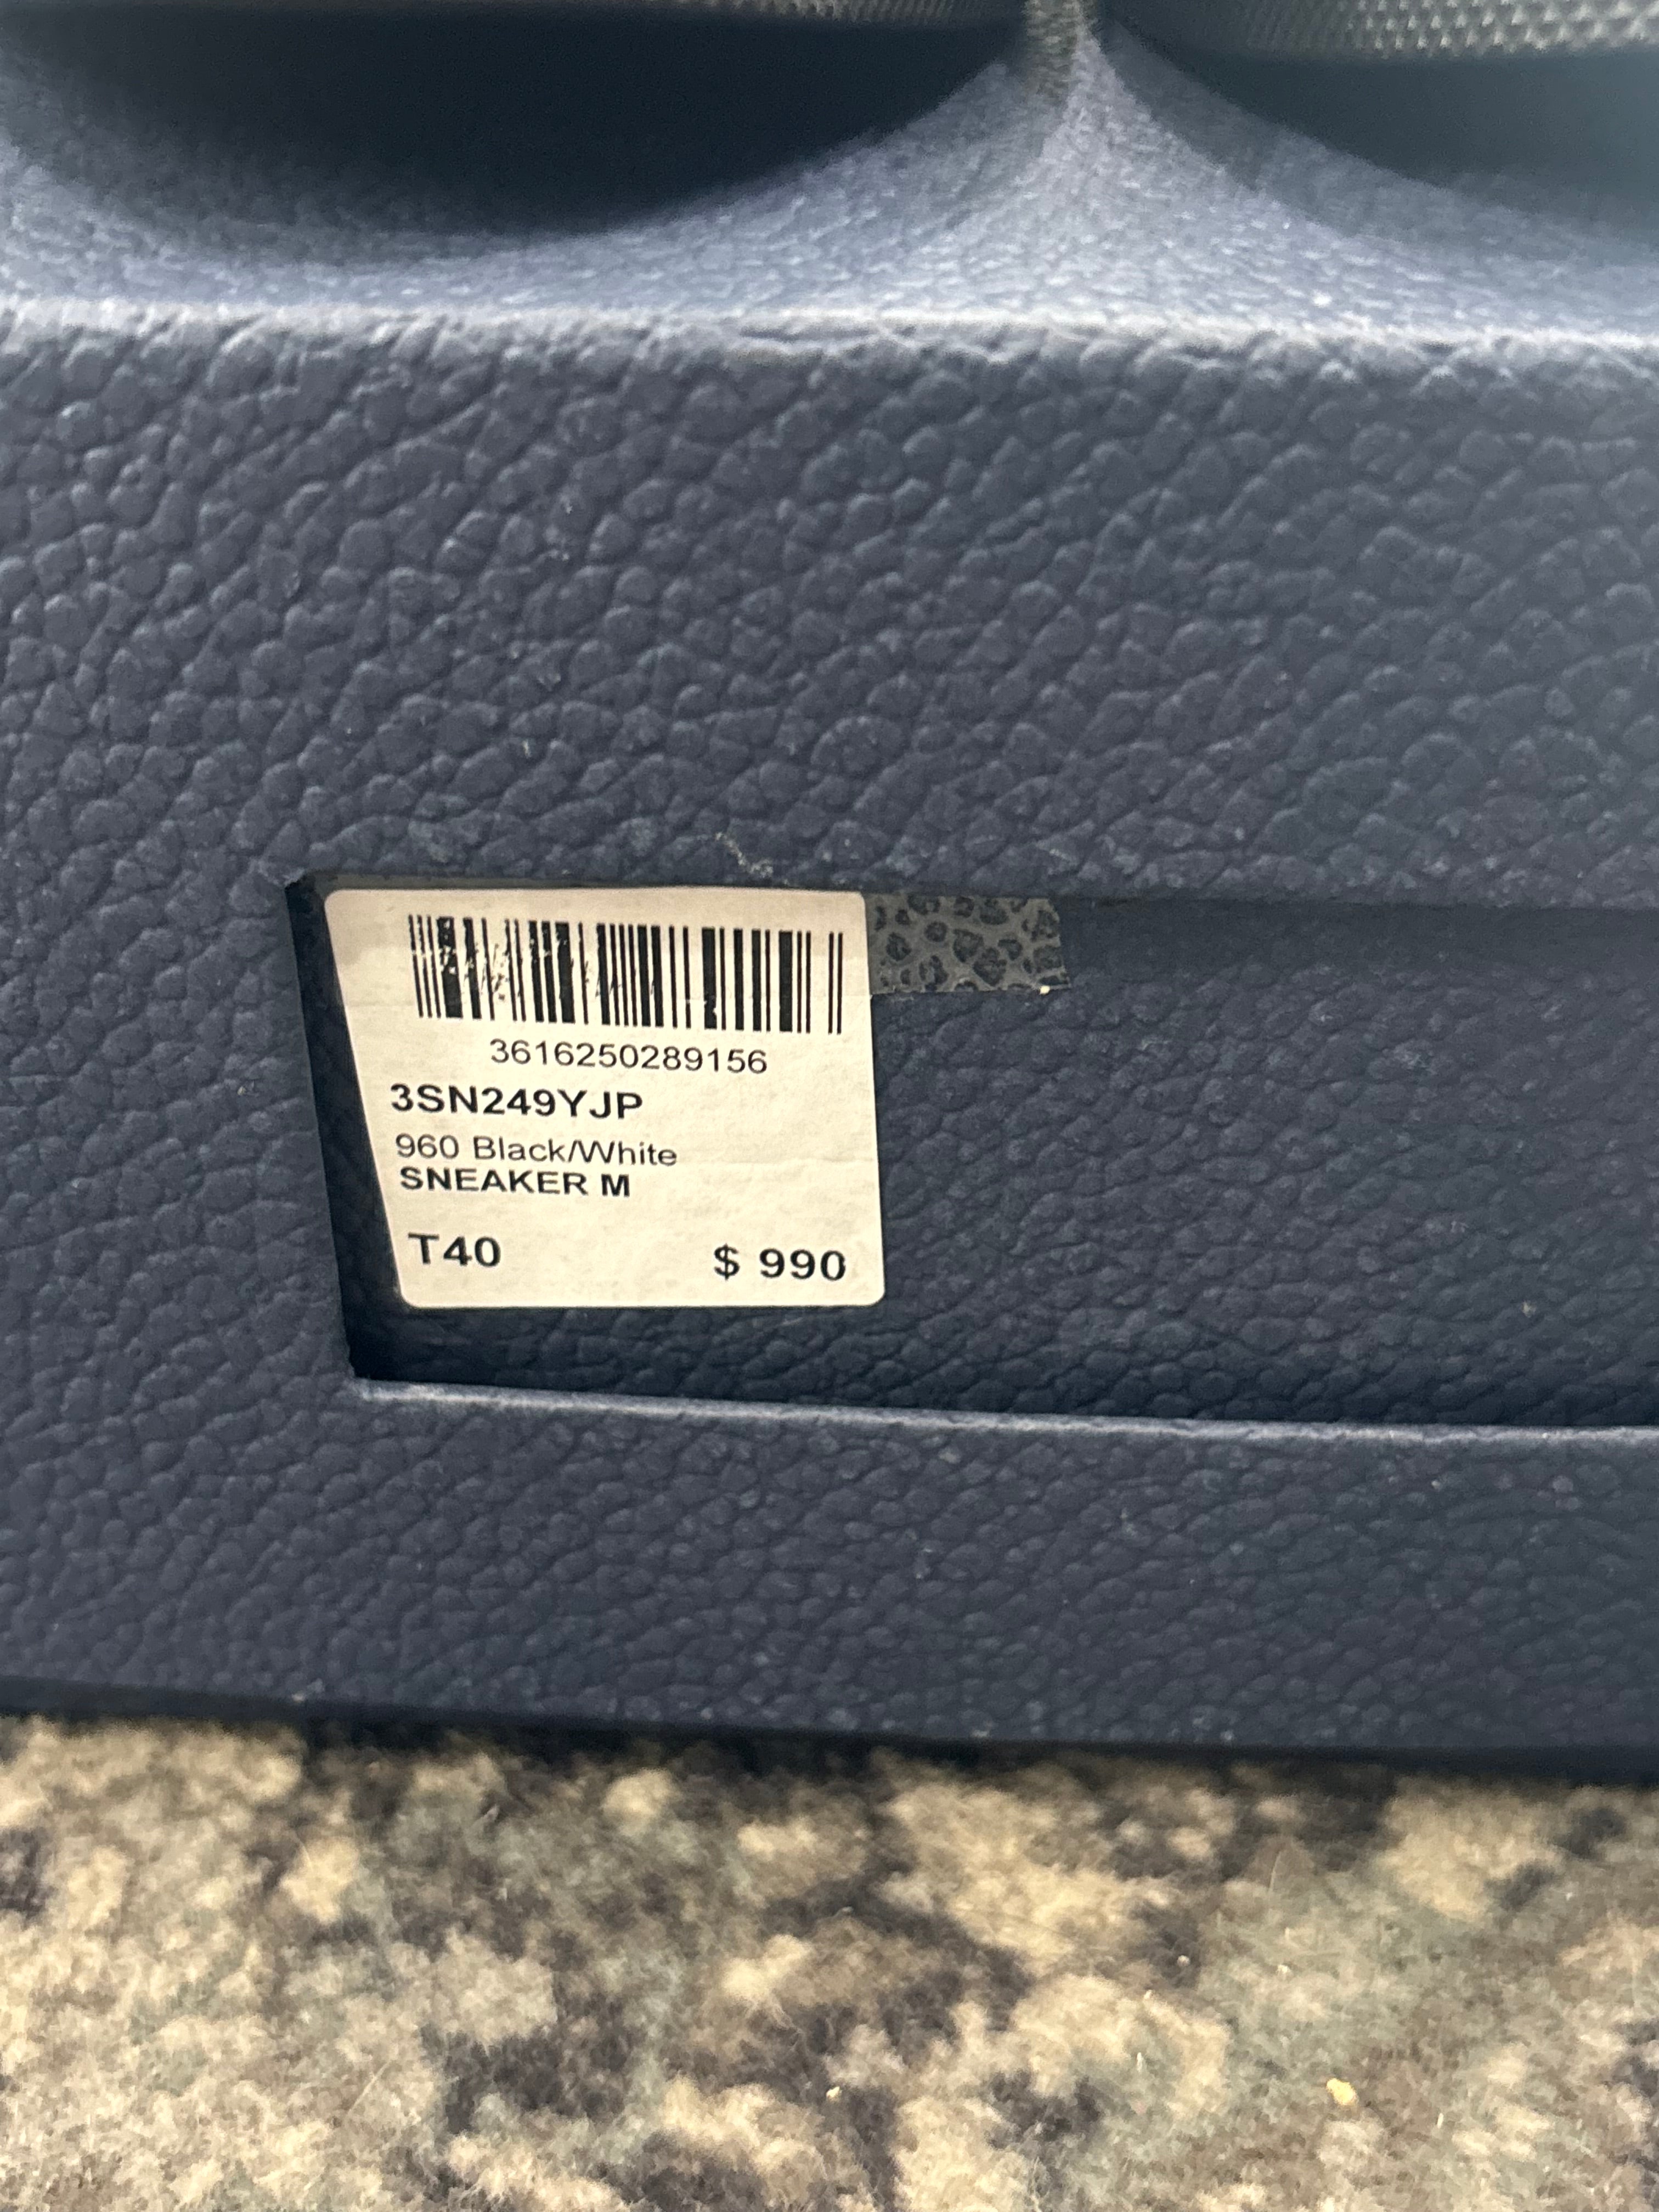 3616250289156
3SN249YJP
960 Black/White
SNEAKER M
T40 $ 990